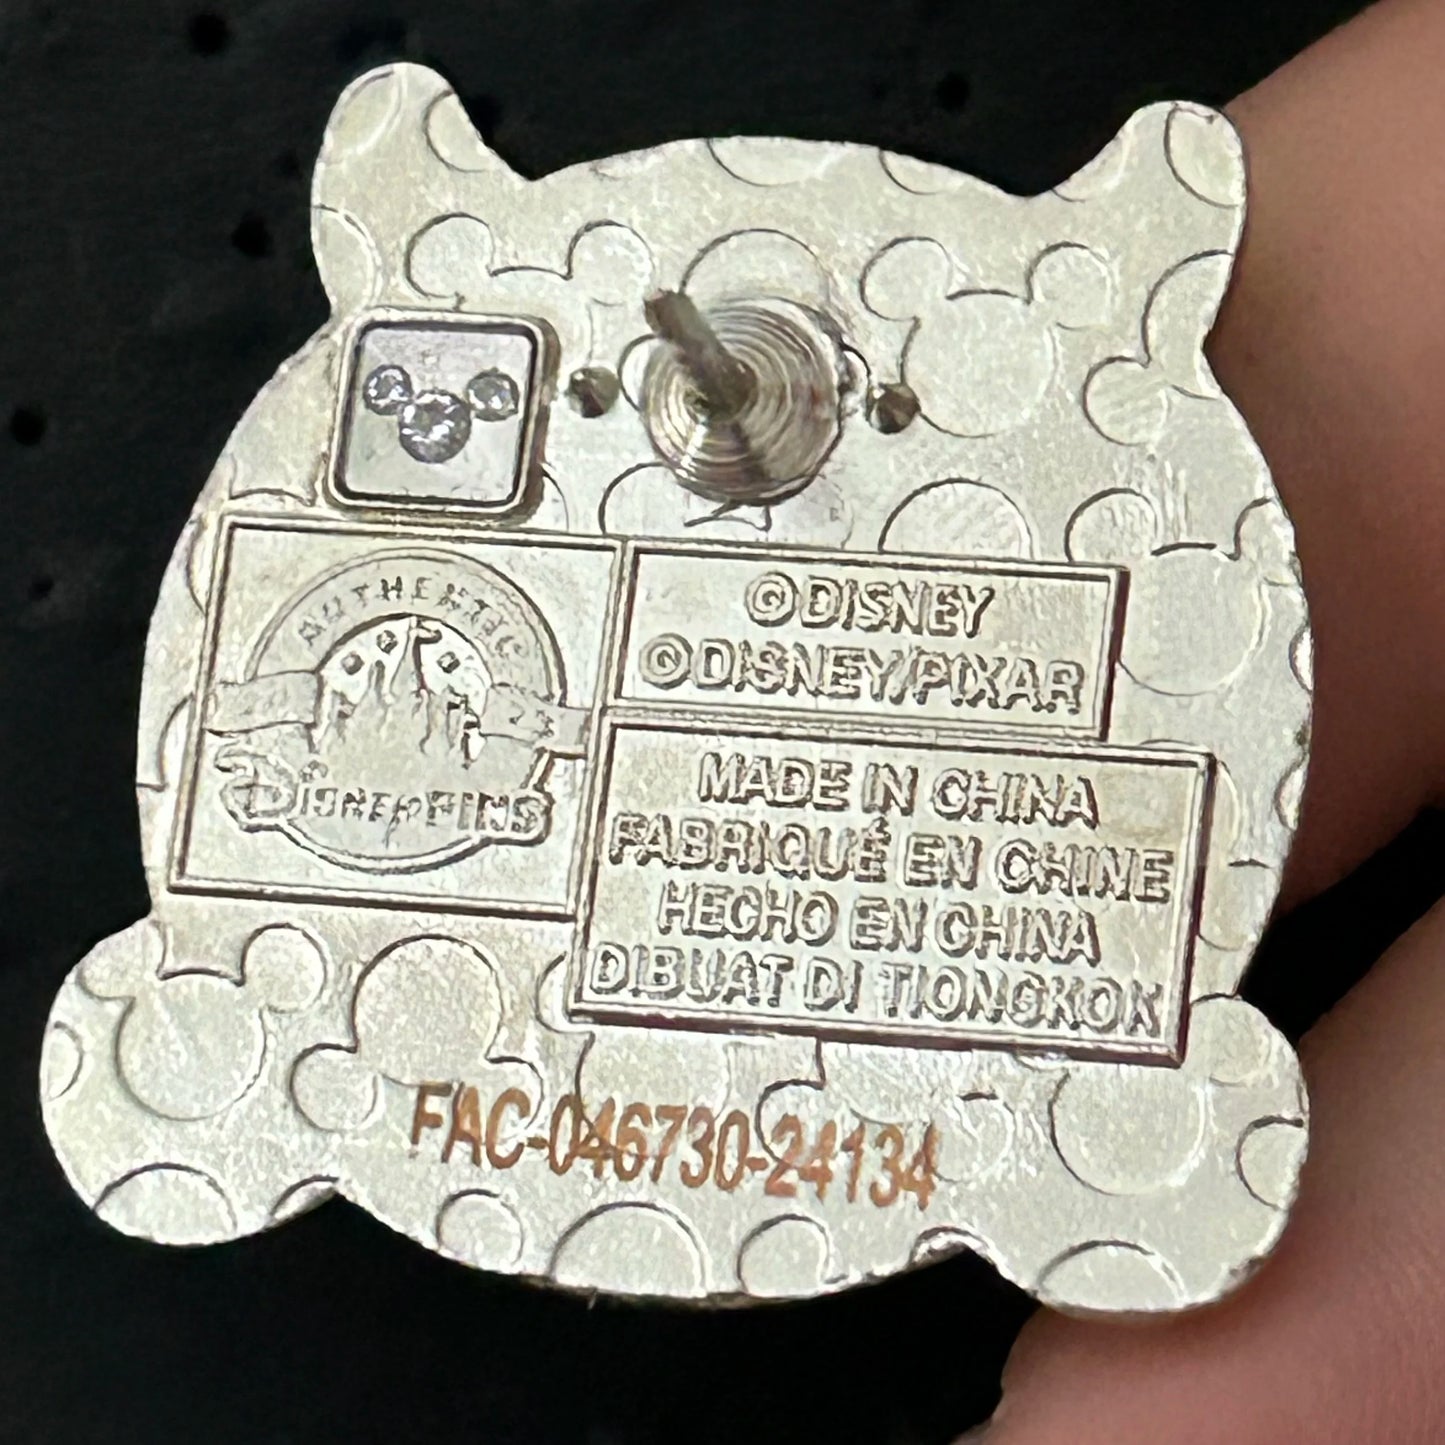 AUTHENTIC
DISNEY PINS
©DISNEY
©DISNEY/PIXAR
MADE IN CHINA
FABRIQUÉ EN CHINE
HECHO EN CHINA
DIBUAT DI TIONGKOK
FAC-046730-24134